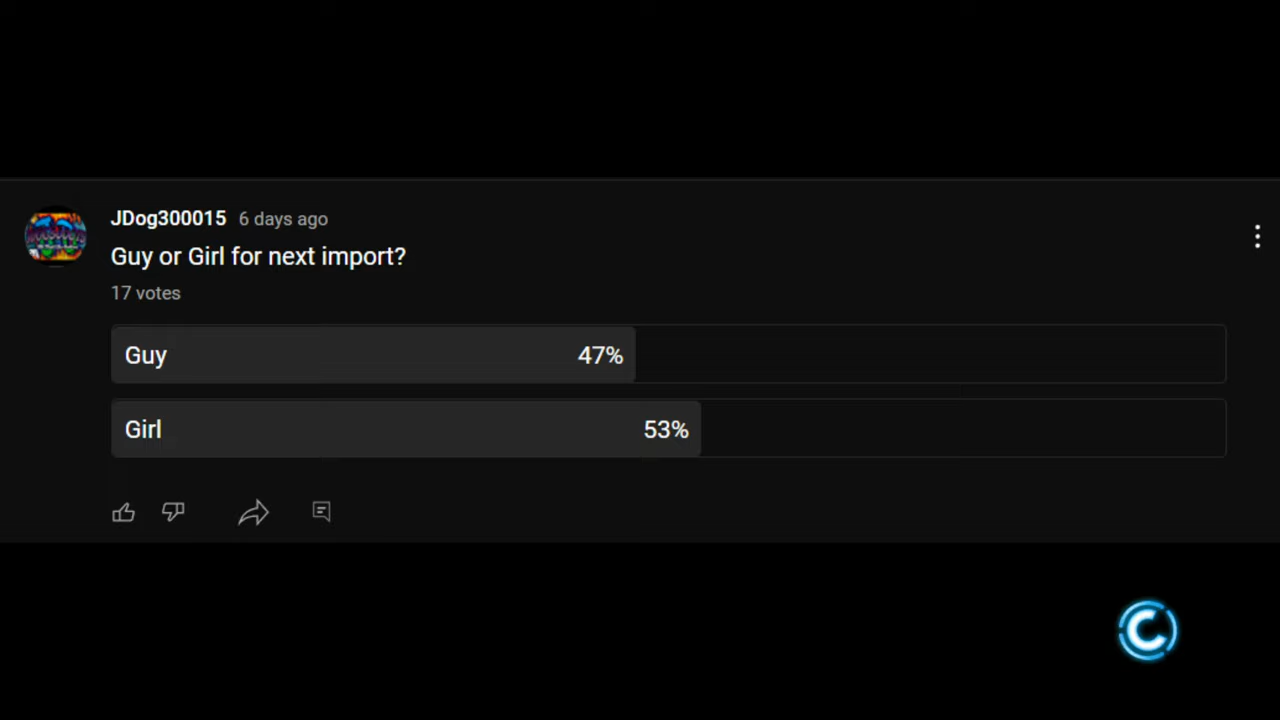 JDog300015 6 days ago
Guy or Girl for next import?
17 votes
Guy 47%
Girl 53%
C